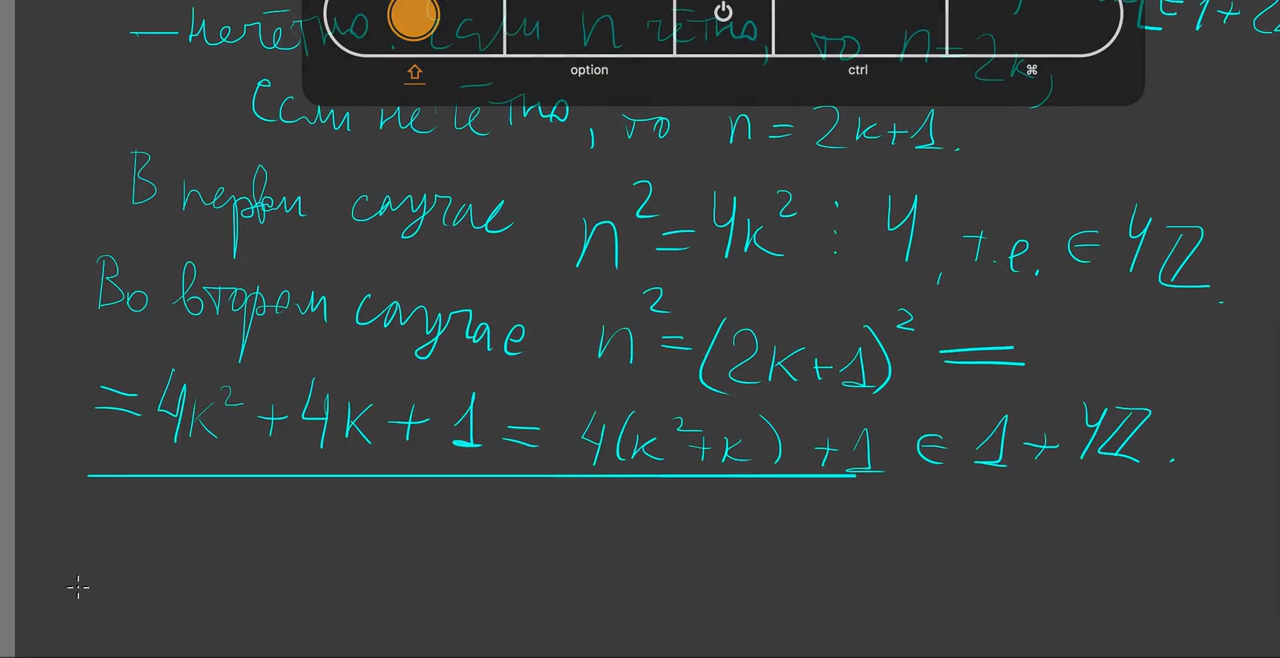 — нечётно. Если n чётно, то n = 2k,
option ctrl ⌘
Если нечётно, то n = 2k+1.
В первом случае n² = 4k² ⋮ 4, т.е. ∈ 4ℤ.
Во втором случае n² = (2k+1)² =
= 4k² + 4k + 1 = 4(k²+k) + 1 ∈ 1 + 4ℤ.